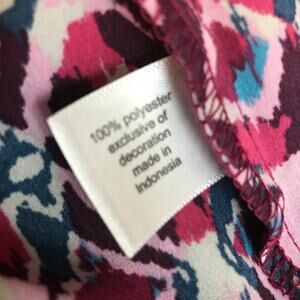 100% polyester
exclusive of
decoration
made in
Indonesia